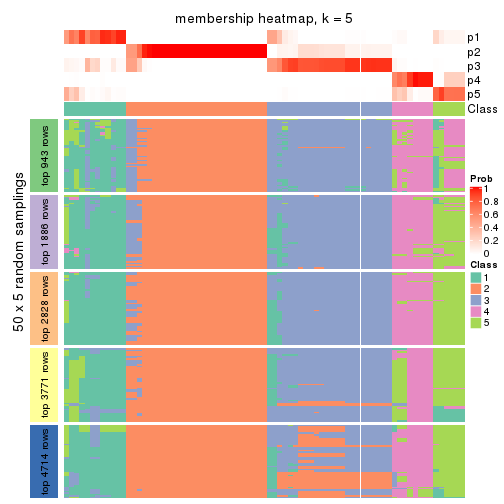 membership heatmap, k = 5
p1
p2
p3
p4
p5
Class
50 x 5 random samplings
top 943 rows
top 1886 rows
top 2828 rows
top 3771 rows
top 4714 rows
Prob
1
0.8
0.6
0.4
0.2
0
Class
1
2
3
4
5